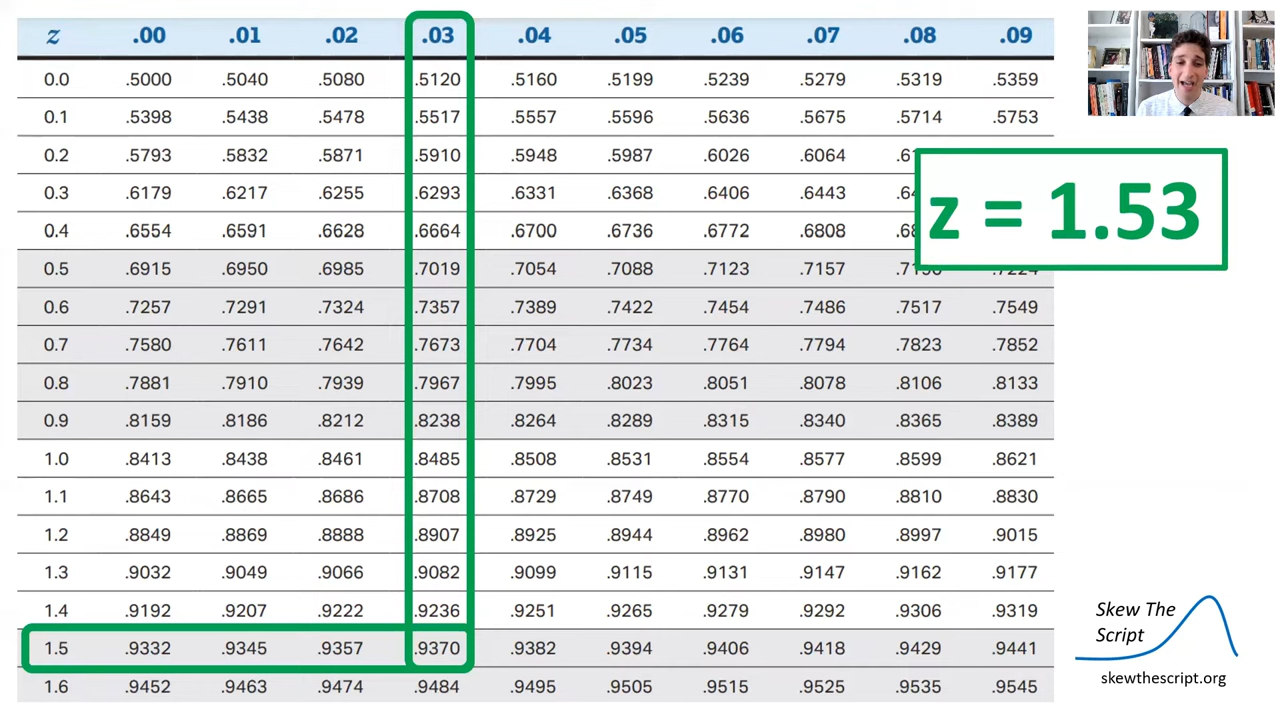 z .00 .01 .02 .03 .04 .05 .06 .07 .08 .09
0.0 .5000 .5040 .5080 .5120 .5160 .5199 .5239 .5279 .5319 .5359
0.1 .5398 .5438 .5478 .5517 .5557 .5596 .5636 .5675 .5714 .5753
0.2 .5793 .5832 .5871 .5910 .5948 .5987 .6026 .6064
0.3 .6179 .6217 .6255 .6293 .6331 .6368 .6406 .6443
0.4 .6554 .6591 .6628 .6664 .6700 .6736 .6772 .6808
z = 1.53
0.5 .6915 .6950 .6985 .7019 .7054 .7088 .7123 .7157
0.6 .7257 .7291 .7324 .7357 .7389 .7422 .7454 .7486 .7517 .7549
0.7 .7580 .7611 .7642 .7673 .7704 .7734 .7764 .7794 .7823 .7852
0.8 .7881 .7910 .7939 .7967 .7995 .8023 .8051 .8078 .8106 .8133
0.9 .8159 .8186 .8212 .8238 .8264 .8289 .8315 .8340 .8365 .8389
1.0 .8413 .8438 .8461 .8485 .8508 .8531 .8554 .8577 .8599 .8621
1.1 .8643 .8665 .8686 .8708 .8729 .8749 .8770 .8790 .8810 .8830
1.2 .8849 .8869 .8888 .8907 .8925 .8944 .8962 .8980 .8997 .9015
1.3 .9032 .9049 .9066 .9082 .9099 .9115 .9131 .9147 .9162 .9177
1.4 .9192 .9207 .9222 .9236 .9251 .9265 .9279 .9292 .9306 .9319
1.5 .9332 .9345 .9357 .9370 .9382 .9394 .9406 .9418 .9429 .9441
1.6 .9452 .9463 .9474 .9484 .9495 .9505 .9515 .9525 .9535 .9545
Skew The
Script
skewthescript.org